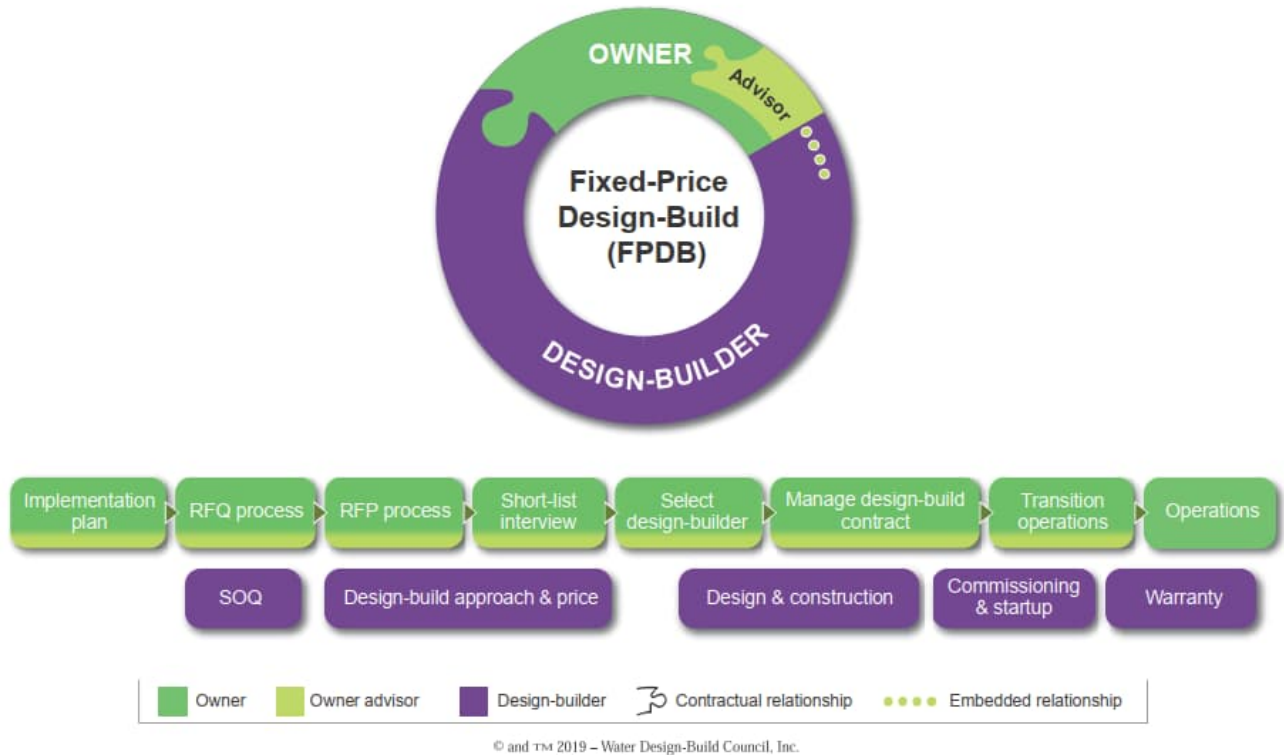 OWNER
Advisor
Fixed-Price
Design-Build
(FPDB)
DESIGN-BUILDER
Implementation
plan
RFQ process
RFP process
Short-list
interview
Select
design-builder
Manage design-build
contract
Transition
operations
Operations
SOQ
Design-build approach & price
Design & construction
Commissioning
& startup
Warranty
Owner
Owner advisor
Design-builder
Contractual relationship
Embedded relationship
© and TM 2019 – Water Design-Build Council, Inc.